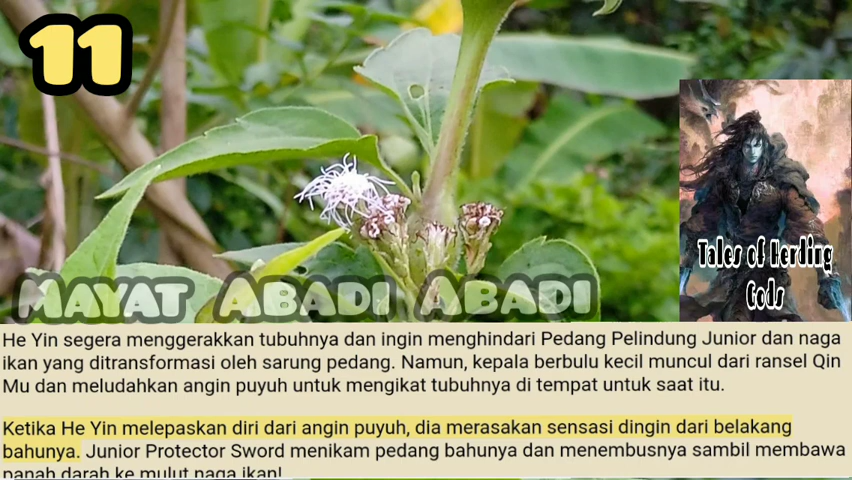 11
Tales of Herding
Gods
MAYAT ABADI ABADI
He Yin segera menggerakkan tubuhnya dan ingin menghindari Pedang Pelindung Junior dan naga
ikan yang ditransformasi oleh sarung pedang. Namun, kepala berbulu kecil muncul dari ransel Qin
Mu dan meludahkan angin puyuh untuk mengikat tubuhnya di tempat untuk saat itu.
Ketika He Yin melepaskan diri dari angin puyuh, dia merasakan sensasi dingin dari belakang
bahunya. Junior Protector Sword menikam pedang bahunya dan menembusnya sambil membawa
panah darah ke mulut naga ikan!